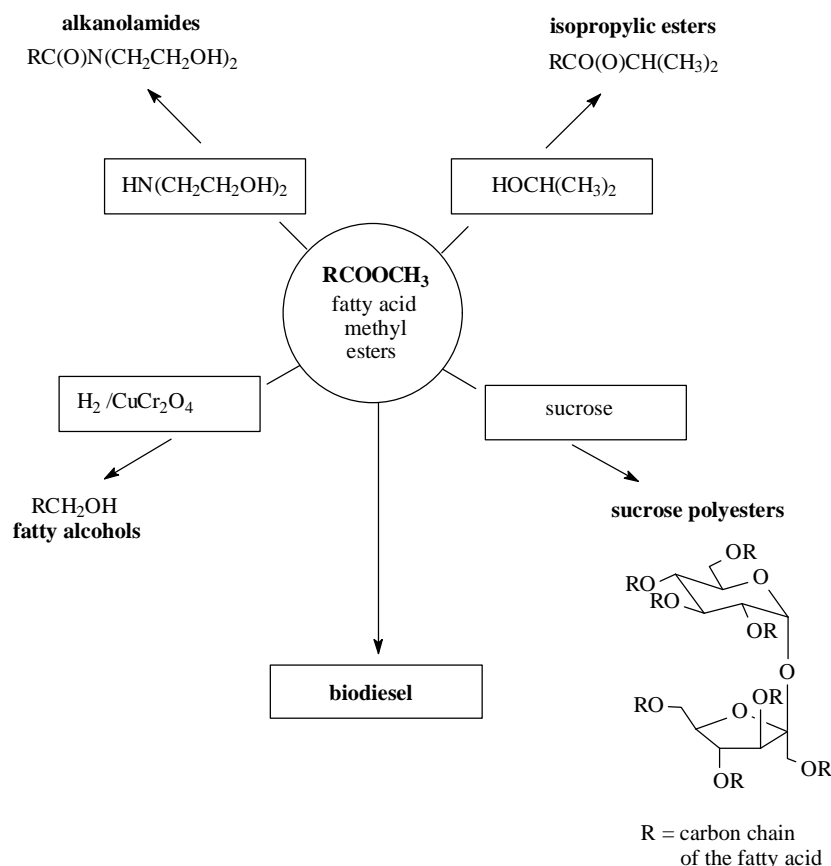 alkanolamides
RC(O)N(CH₂CH₂OH)₂
isopropylic esters
RCO(O)CH(CH₃)₂
HN(CH₂CH₂OH)₂
HOCH(CH₃)₂
RCOOCH₃
fatty acid
methyl
esters
H₂ /CuCr₂O₄
sucrose
RCH₂OH
fatty alcohols
sucrose polyesters
biodiesel
OR
O
RO
RO
OR
O
RO
O
OR
OR
OR
R = carbon chain
of the fatty acid